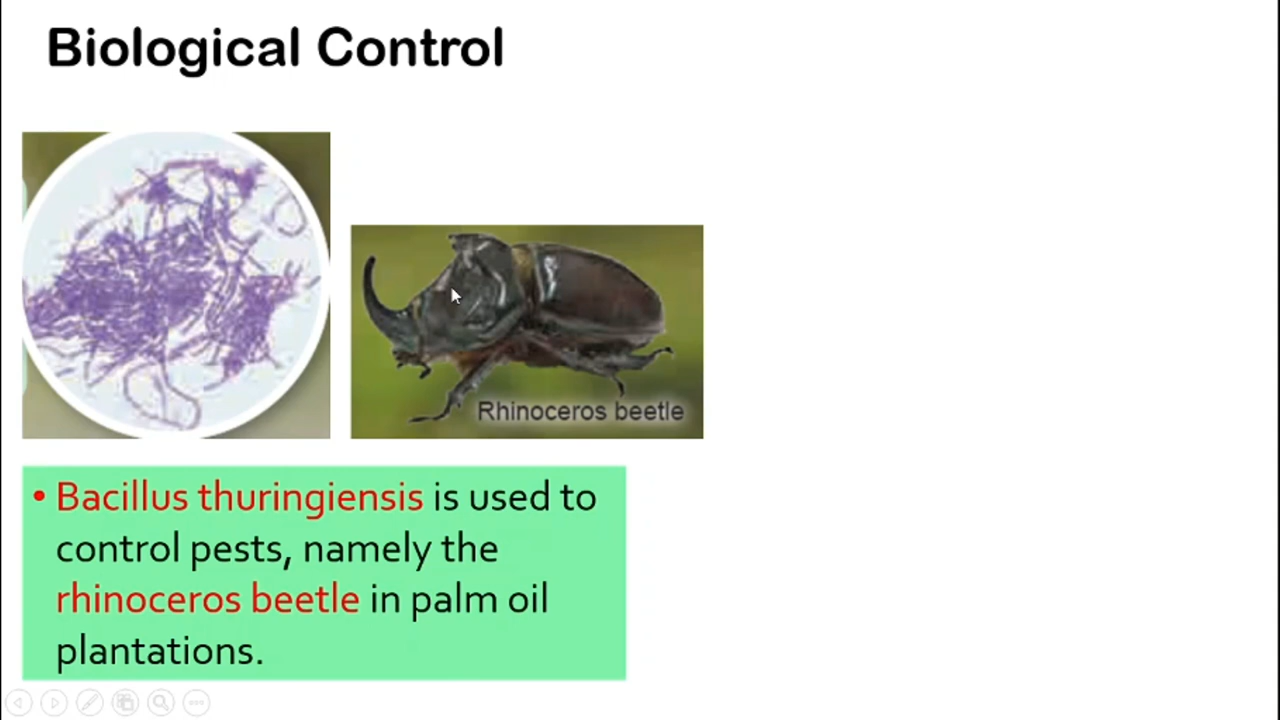 Biological Control
Rhinoceros beetle
• Bacillus thuringiensis is used to
control pests, namely the
rhinoceros beetle in palm oil
plantations.